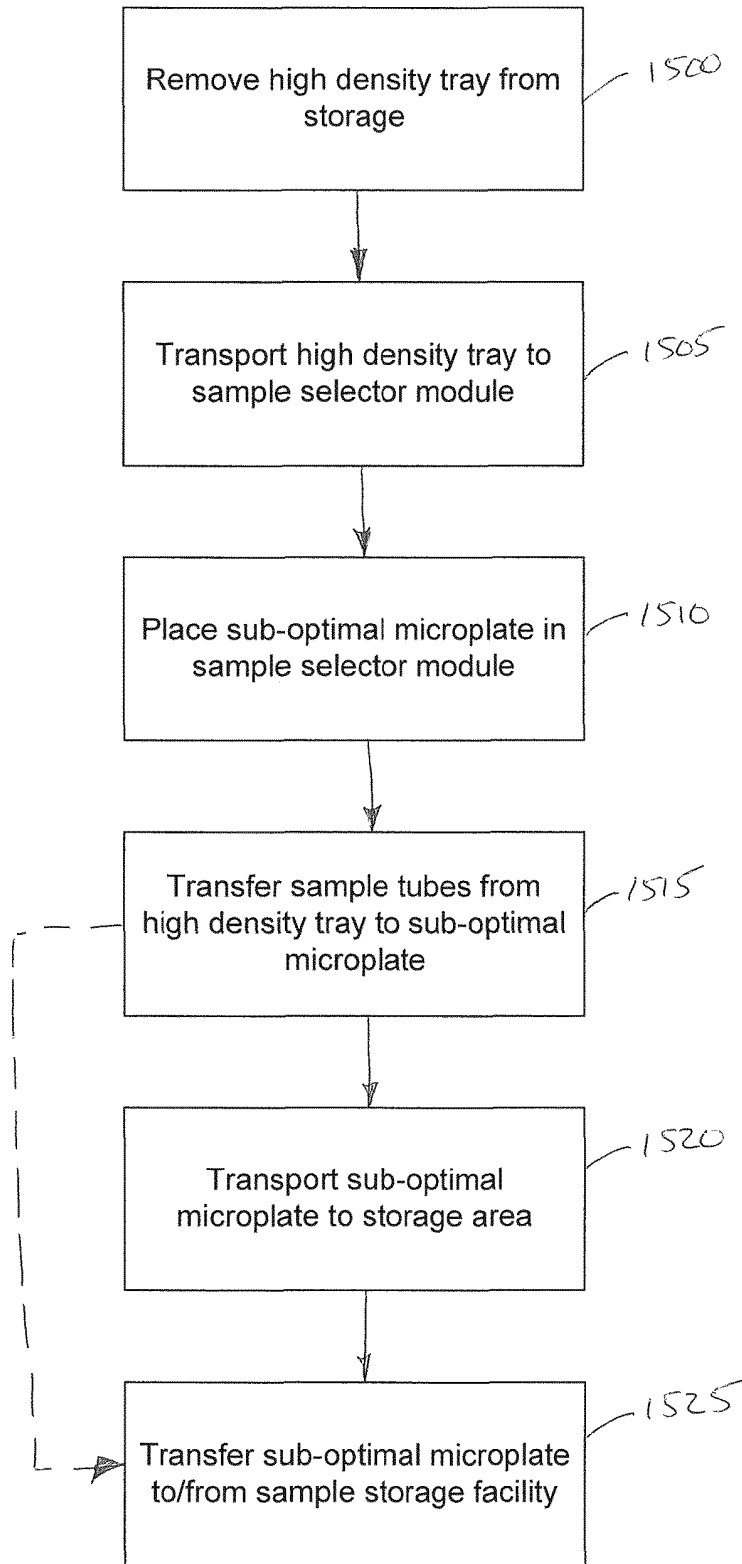 Remove high density tray from
storage
1500
Transport high density tray to
sample selector module
1505
Place sub-optimal microplate in
sample selector module
1510
Transfer sample tubes from
high density tray to sub-optimal
microplate
1515
Transport sub-optimal
microplate to storage area
1520
Transfer sub-optimal microplate
to/from sample storage facility
1525